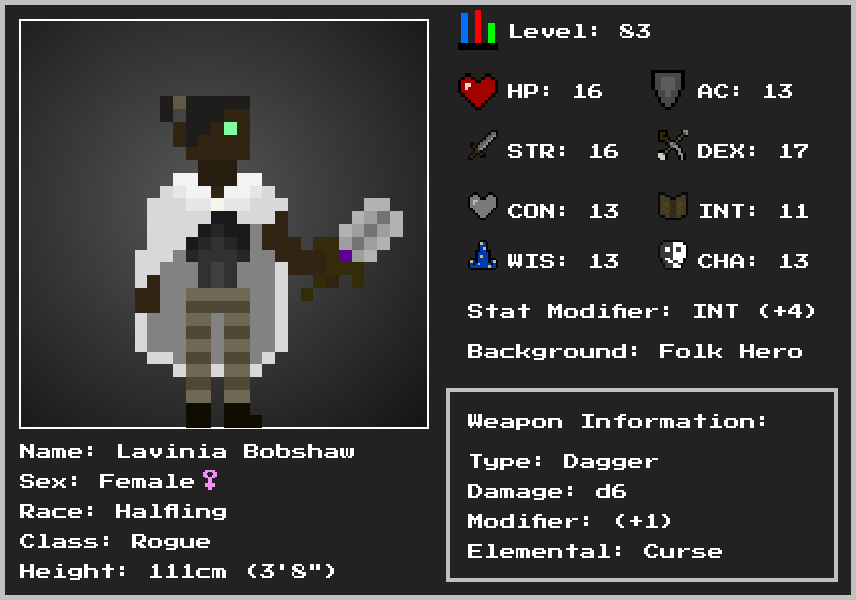 Level: 83
HP: 16
AC: 13
STR: 16
DEX: 17
CON: 13
INT: 11
WIS: 13
CHA: 13
Stat Modifier: INT (+4)
Background: Folk Hero
Weapon Information:
Type: Dagger
Damage: d6
Modifier: (+1)
Elemental: Curse
Name: Lavinia Bobshaw
Sex: Female♀
Race: Halfling
Class: Rogue
Height: 111cm (3'8")